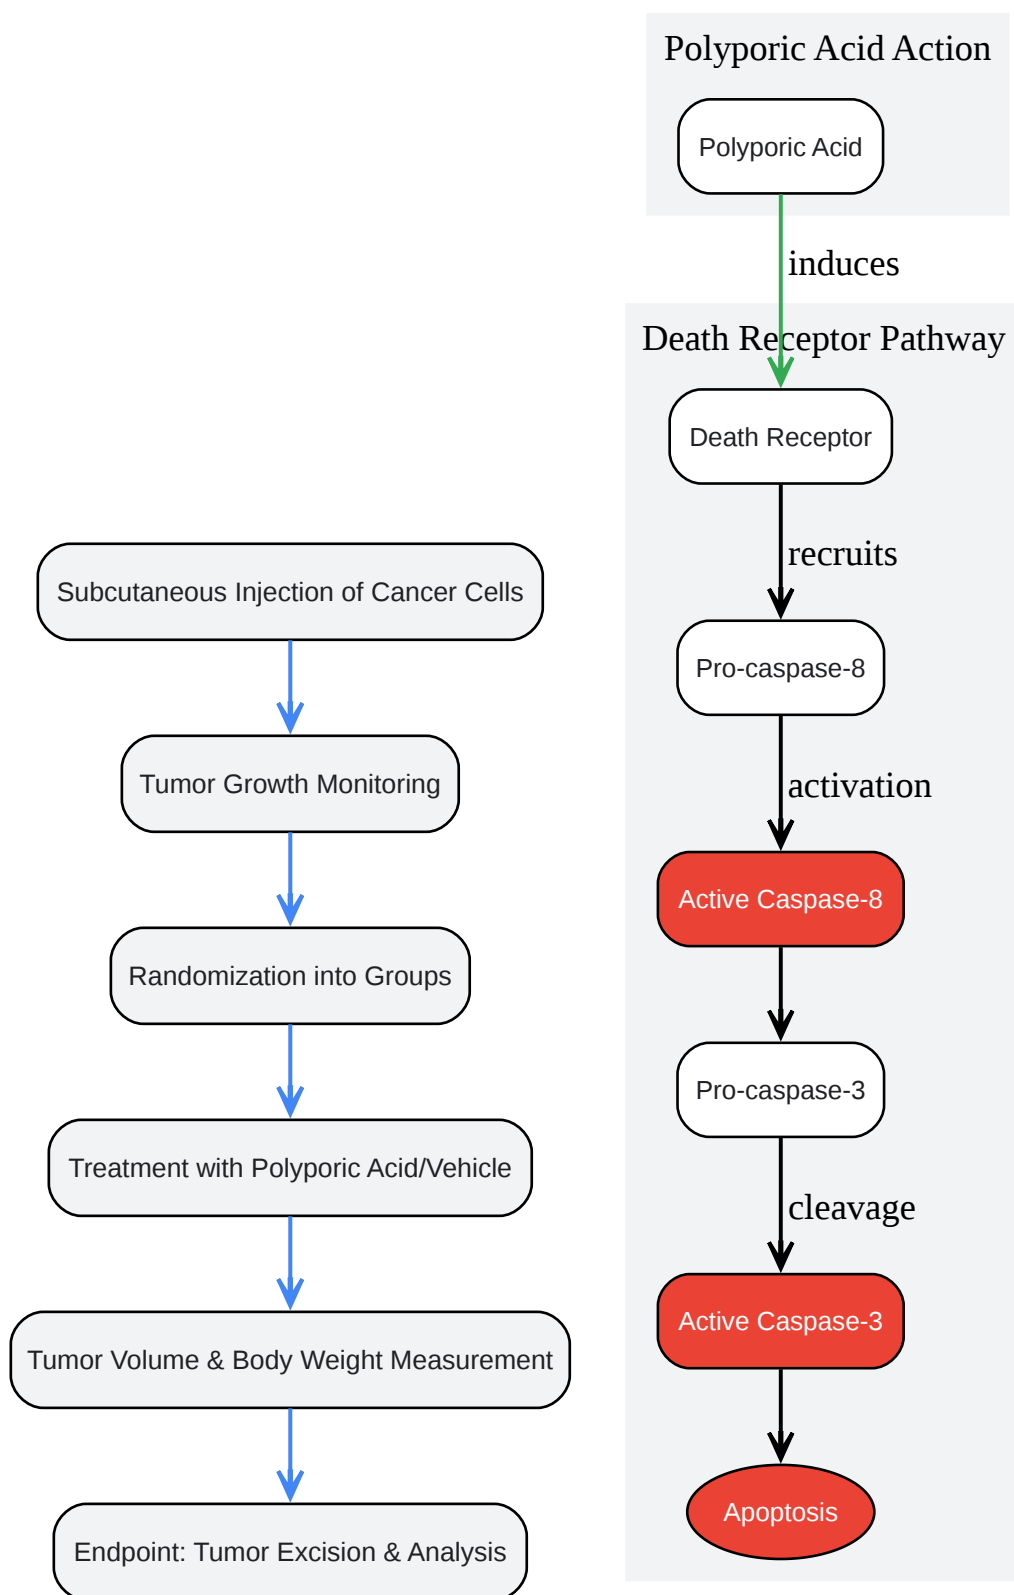 Polyporic Acid Action
Polyporic Acid
induces
Death Receptor Pathway
Death Receptor
recruits
Pro-caspase-8
activation
Active Caspase-8
Pro-caspase-3
cleavage
Active Caspase-3
Apoptosis
Subcutaneous Injection of Cancer Cells
Tumor Growth Monitoring
Randomization into Groups
Treatment with Polyporic Acid/Vehicle
Tumor Volume & Body Weight Measurement
Endpoint: Tumor Excision & Analysis